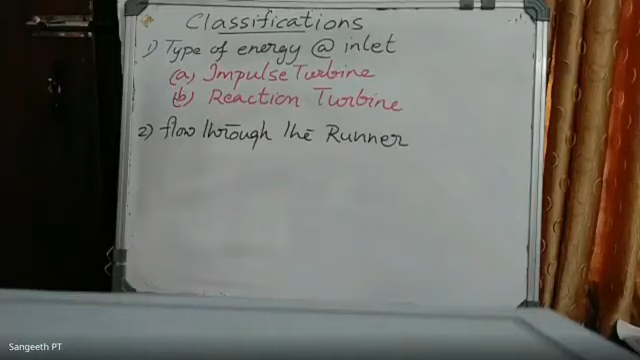 Classifications
1) Type of energy @ inlet
(a) Impulse Turbine
(b) Reaction Turbine
2) flow through the Runner
Sangeeth PT